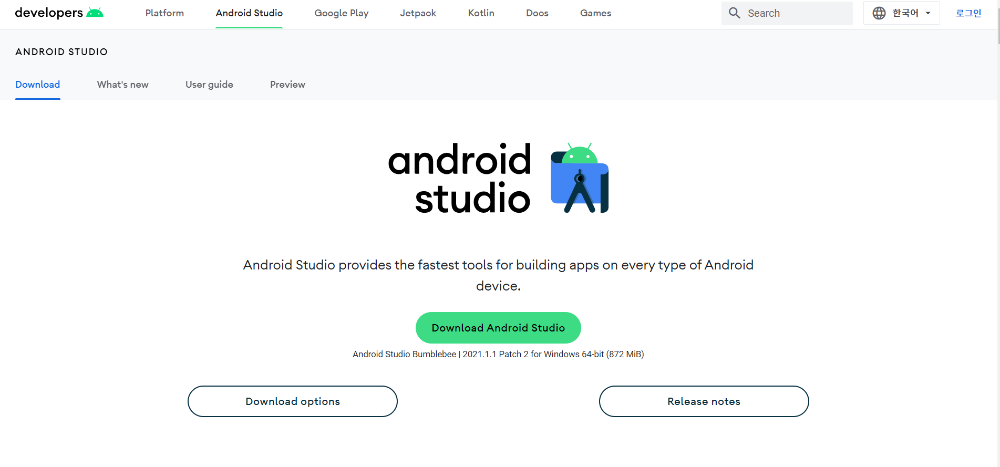 developers
Platform
Android Studio
Google Play
Jetpack
Kotlin
Docs
Games
Search
한국어
로그인
ANDROID STUDIO
Download
What's new
User guide
Preview
android
studio
Android Studio provides the fastest tools for building apps on every type of Android
device.
Download Android Studio
Android Studio Bumblebee | 2021.1.1 Patch 2 for Windows 64-bit (872 MiB)
Download options
Release notes